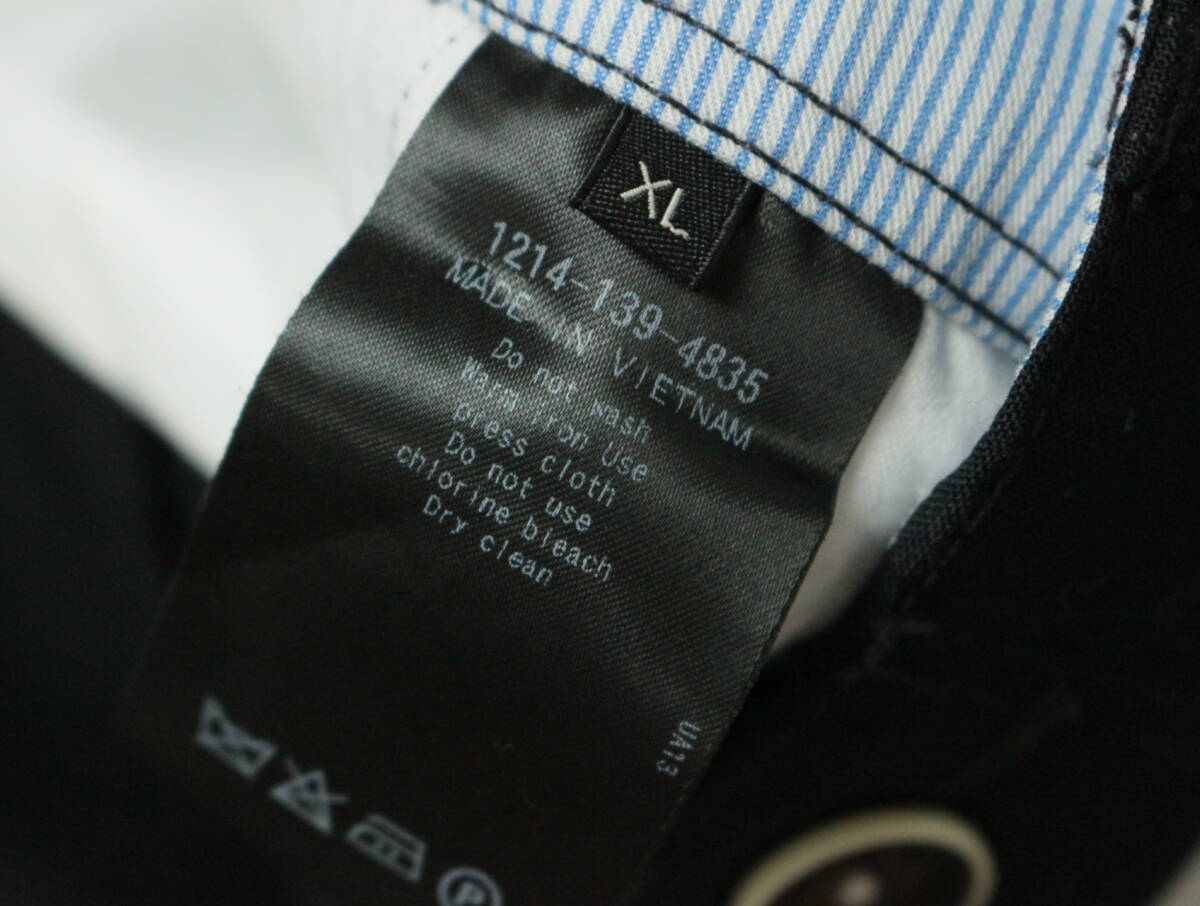 XL
1214-139-4835
MADE IN VIETNAM
Do not wash
Warm iron Use
press cloth
Do not use
chlorine bleach
Dry clean
UA13
P